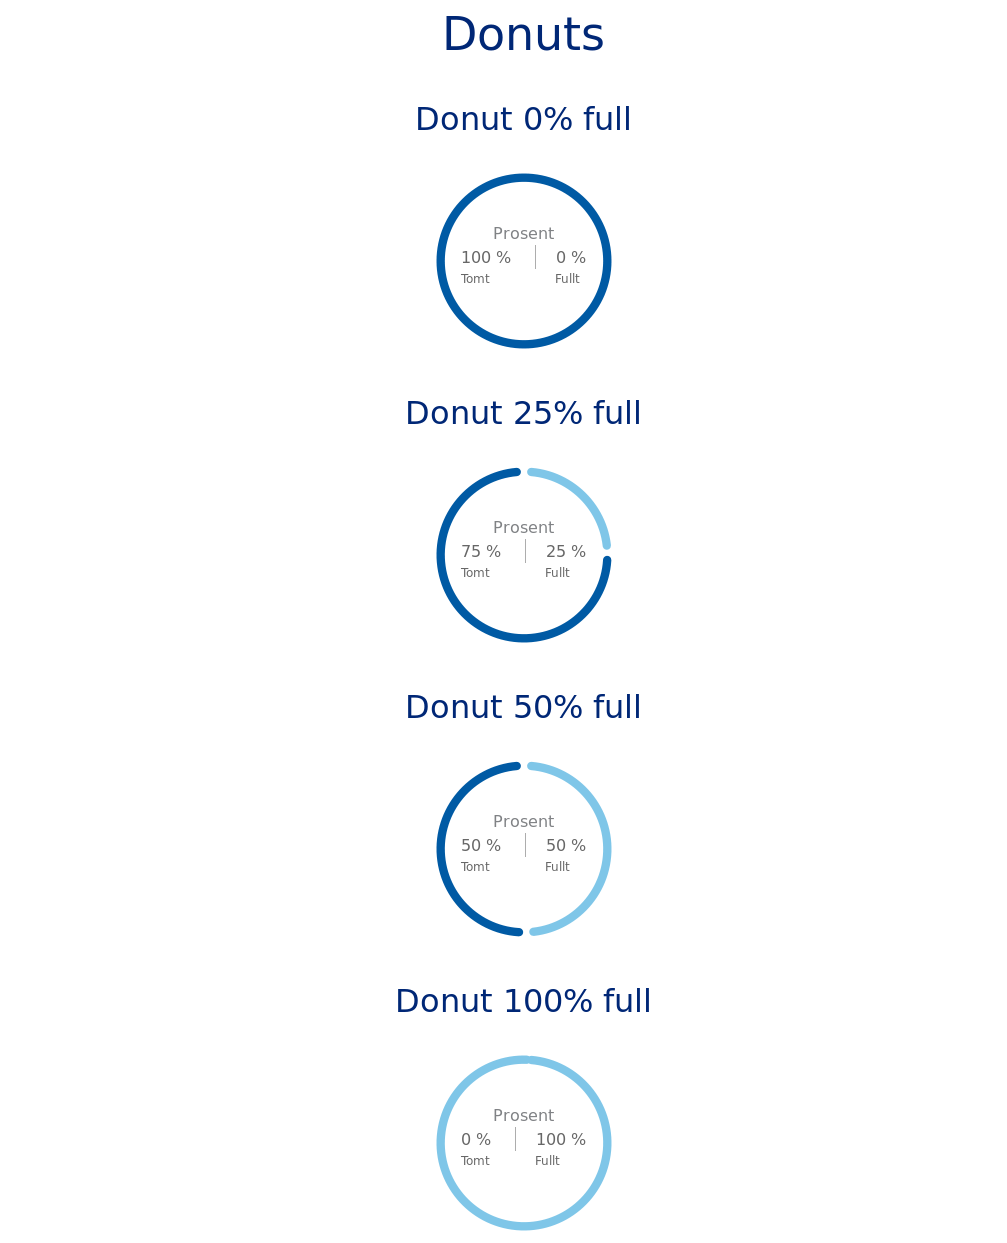 Donuts
Donut 0% full
Prosent
100 % 0 %
Tomt Fullt
Donut 25% full
Prosent
75 % 25 %
Tomt Fullt
Donut 50% full
Prosent
50 % 50 %
Tomt Fullt
Donut 100% full
Prosent
0 % 100 %
Tomt Fullt